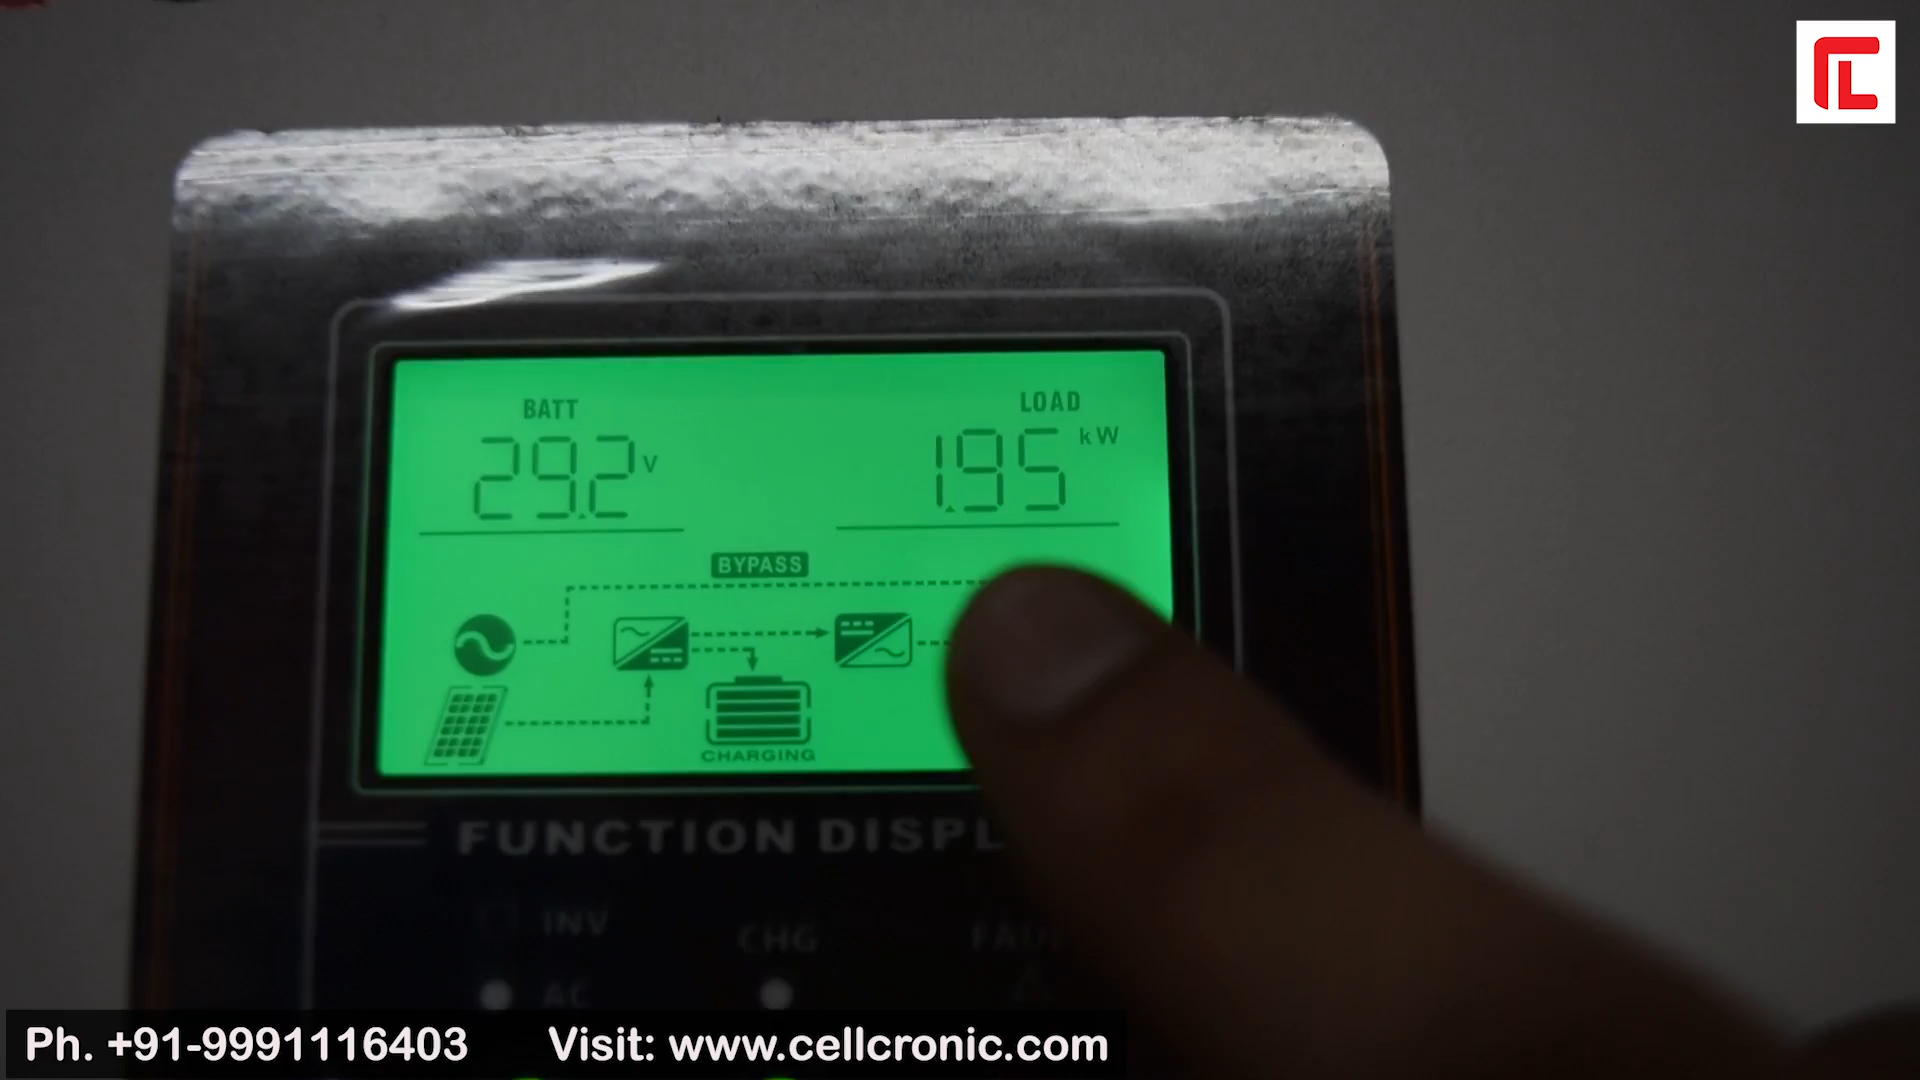 BATT
LOAD
29.2 V
1.95 kW
BYPASS
CHARGING
FUNCTION DISPL
INV
CHG
AC
Ph. +91-9991116403 Visit: www.cellcronic.com